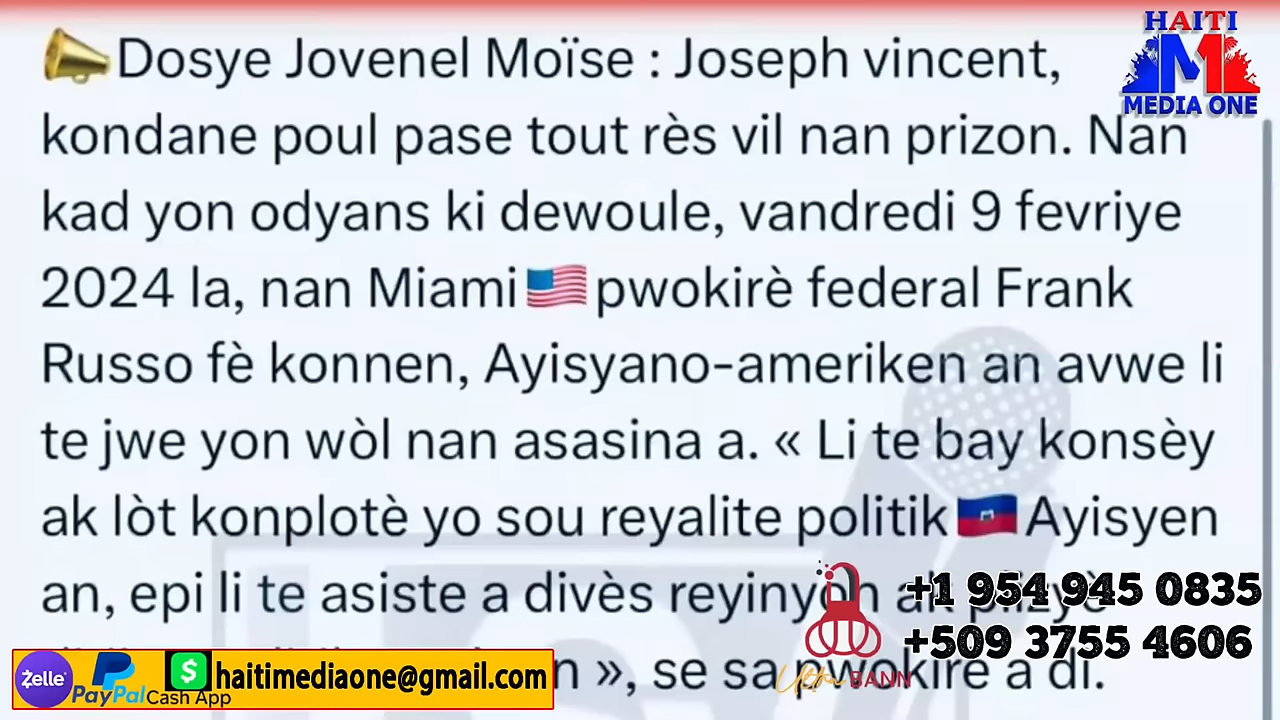 Dosye Jovenel Moïse : Joseph vincent,
kondane poul pase tout rès vil nan prizon. Nan
kad yon odyans ki dewoule, vandredi 9 fevriye
2024 la, nan Miami pwokirè federal Frank
Russo fè konnen, Ayisyano-ameriken an avwe li
te jwe yon wòl nan asasina a. « Li te bay konsèy
ak lòt konplotè yo sou reyalite politik Ayisyen
an, epi li te asiste a divès reyinyon ak plizyè
», se sa pwokirè a di.
HAITI
M
MEDIA ONE
+1 954 945 0835
+509 3755 4606
Zelle
PayPal
$
Cash App
haitimediaone@gmail.com
BANN